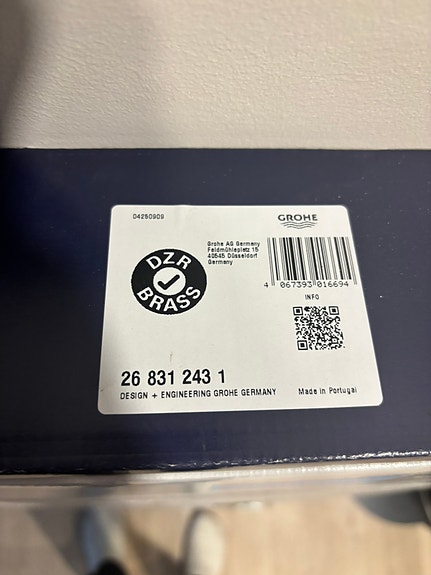 04250909
GROHE
Grohe AG Germany
Feldmühleplatz 15
40545 Düsseldorf
Germany
DZR
BRASS
4 067393 016694
INFO
26 831 243 1
DESIGN + ENGINEERING GROHE GERMANY
Made in Portugal